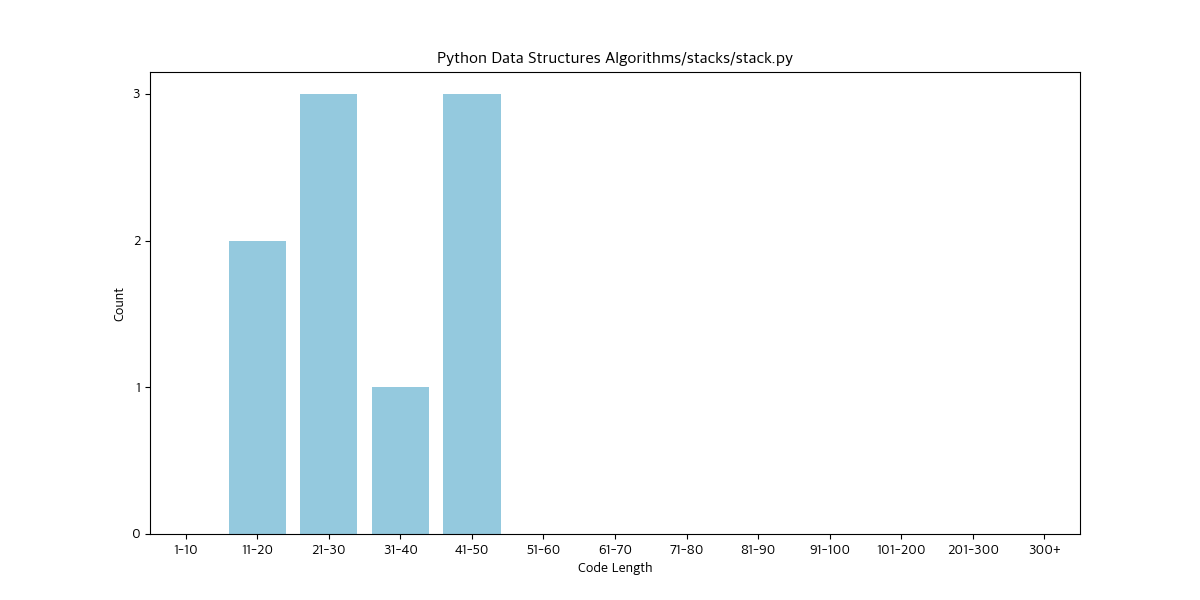 Python Data Structures Algorithms/stacks/stack.py
3
2
1
0
Count
1-10 11-20 21-30 31-40 41-50 51-60 61-70 71-80 81-90 91-100 101-200 201-300 300+
Code Length